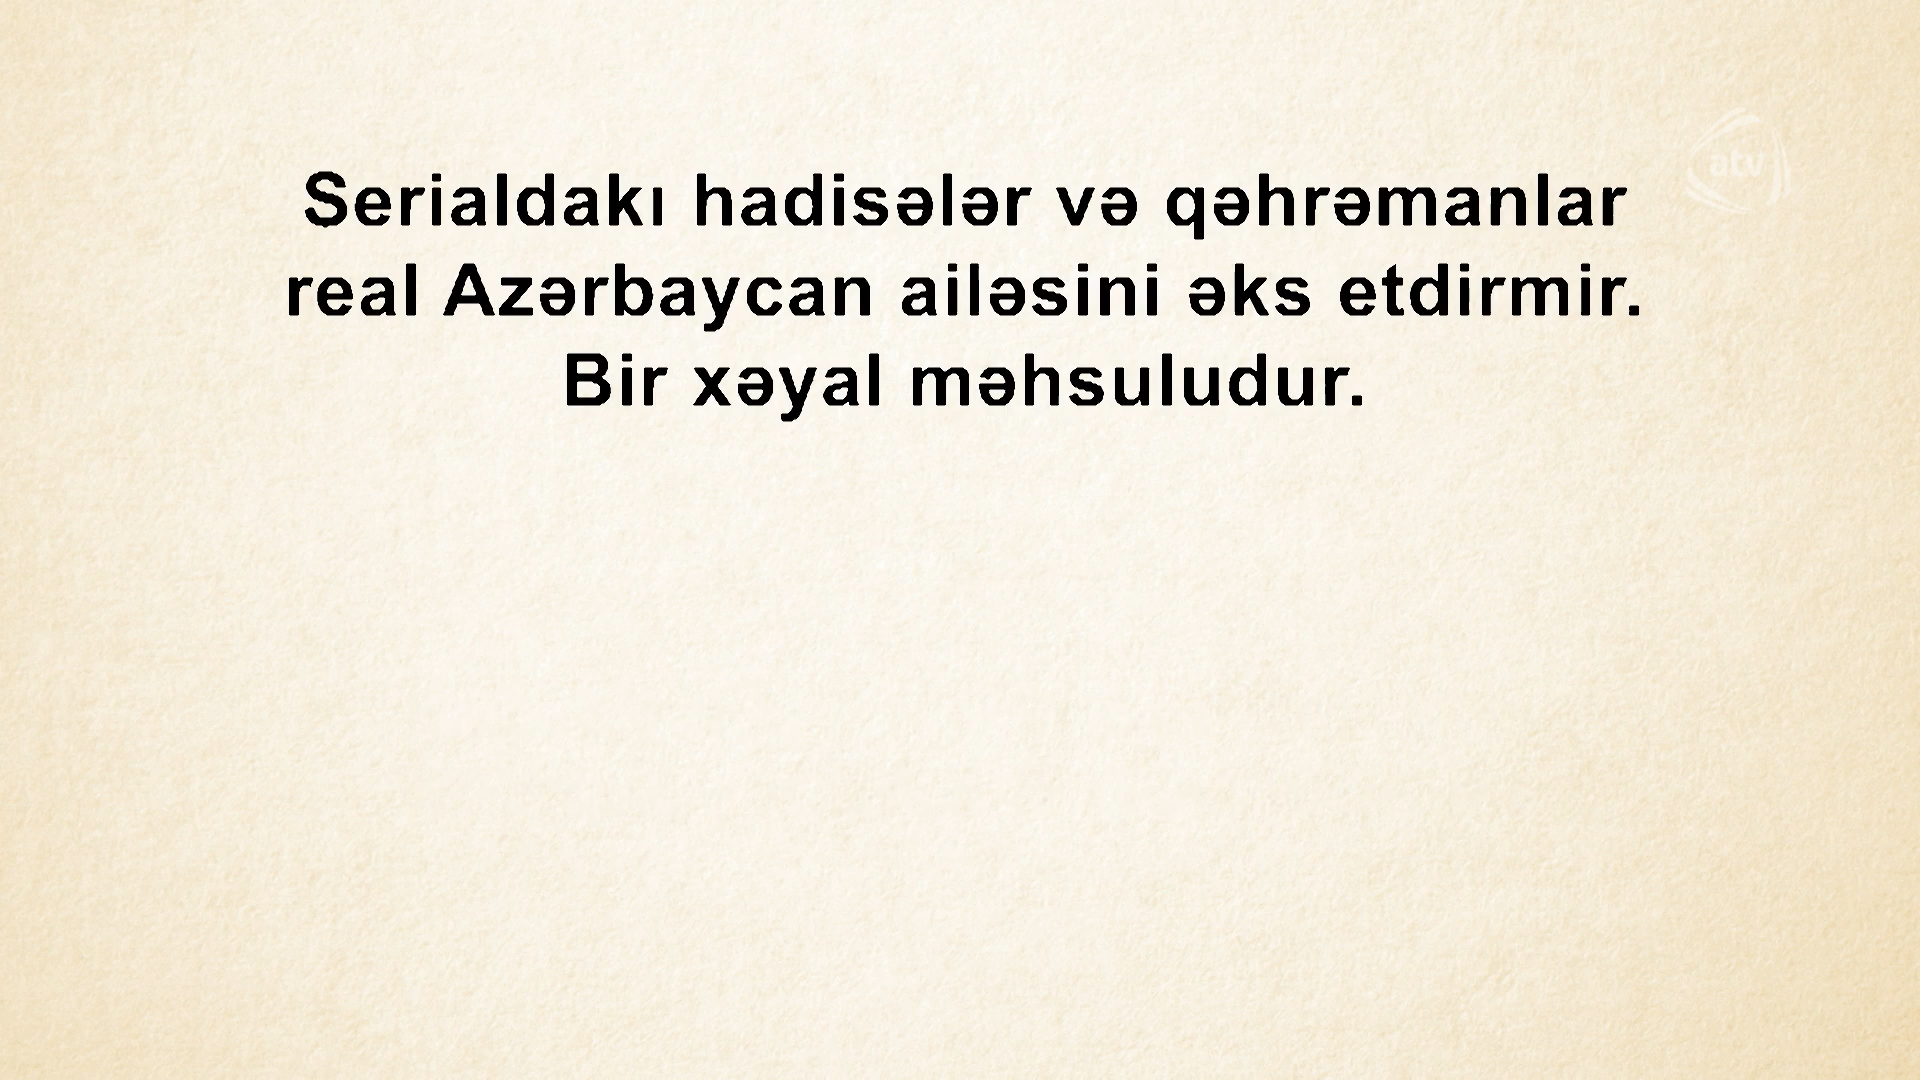 atv
Serialdakı hadisələr və qəhrəmanlar
real Azərbaycan ailəsini əks etdirmir.
Bir xəyal məhsuludur.